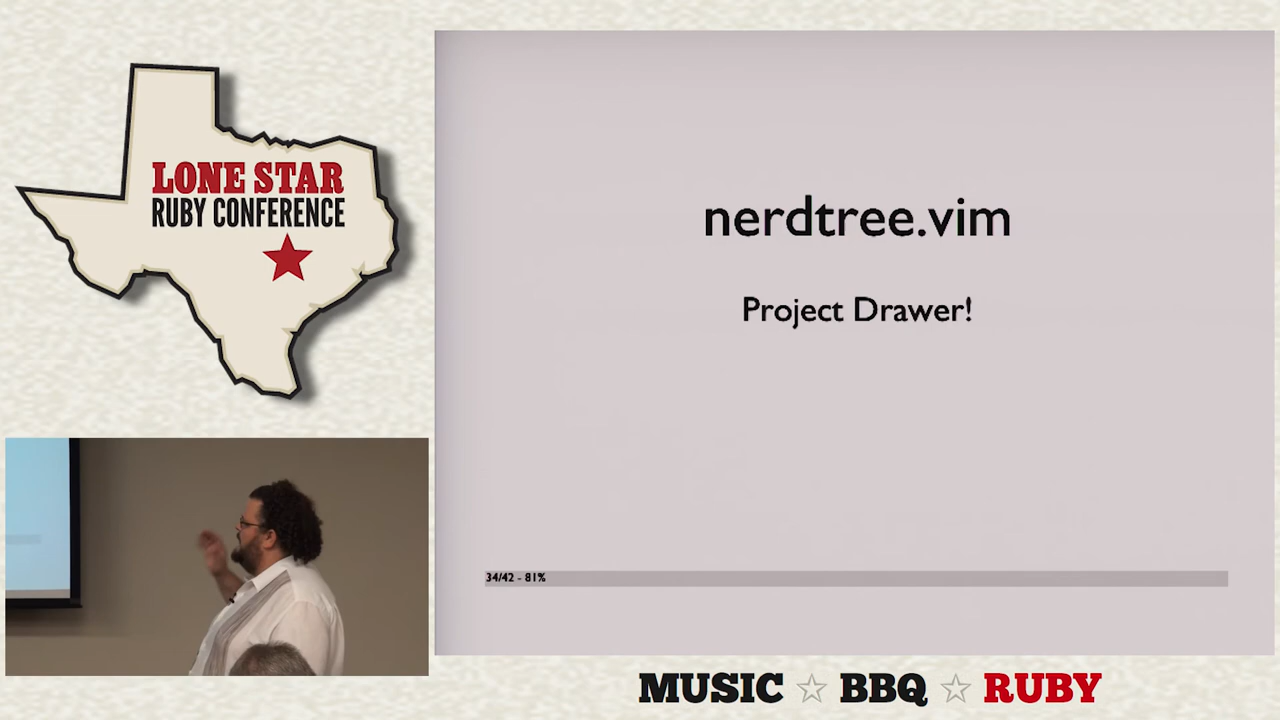 LONE STAR
RUBY CONFERENCE
nerdtree.vim
Project Drawer!
34/42 - 81%
MUSIC ☆ BBQ ☆ RUBY